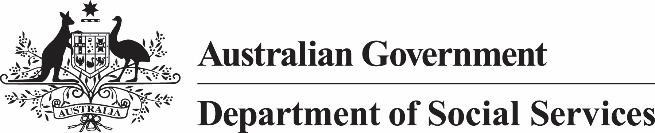 Australian Government
Department of Social Services
AUSTRALIA